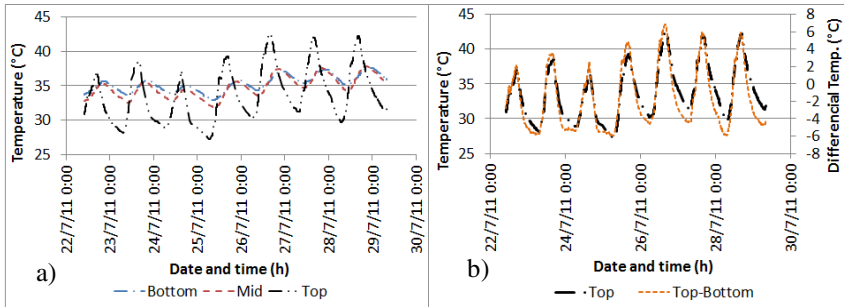 45
40
35
30
25
Temperature (°C)
22/7/11 0:00
23/7/11 0:00
24/7/11 0:00
25/7/11 0:00
26/7/11 0:00
27/7/11 0:00
28/7/11 0:00
29/7/11 0:00
30/7/11 0:00
a)
Date and time (h)
Bottom
Mid
Top
b)
45
40
35
30
25
Temperature (°C)
8
6
4
2
0
-2
-4
-6
-8
Differencial Temp. (°C)
22/7/11 0:00
24/7/11 0:00
26/7/11 0:00
28/7/11 0:00
30/7/11 0:00
b)
Date and time (h)
Top
Top-Bottom